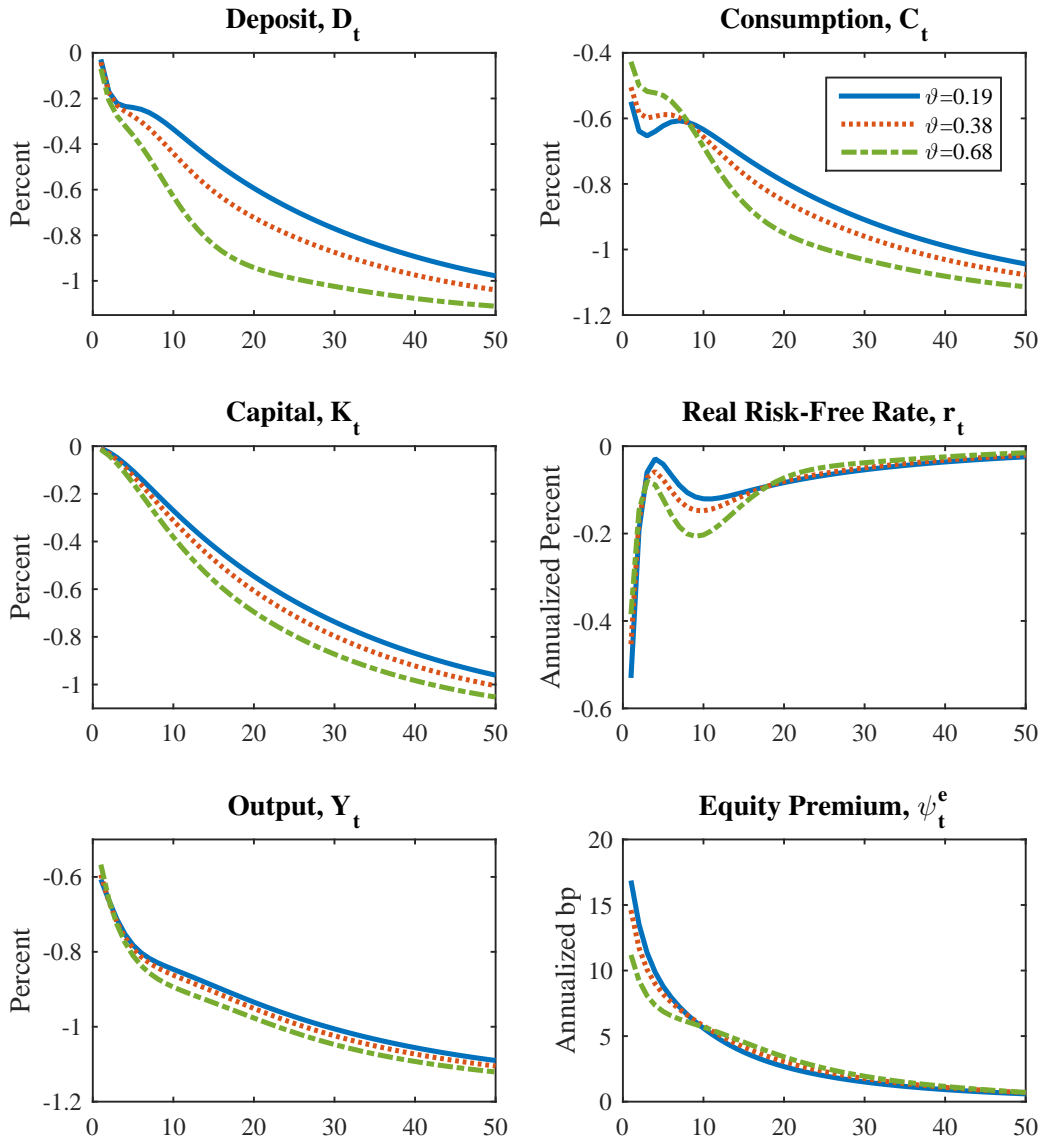 Deposit, D_t
Percent
0
-0.2
-0.4
-0.6
-0.8
-1
0 10 20 30 40 50
Consumption, C_t
Percent
-0.4
-0.6
-0.8
-1
-1.2
0 10 20 30 40 50
ϑ=0.19
ϑ=0.38
ϑ=0.68
Capital, K_t
Percent
0
-0.2
-0.4
-0.6
-0.8
-1
0 10 20 30 40 50
Real Risk-Free Rate, r_t
Annualized Percent
0
-0.2
-0.4
-0.6
0 10 20 30 40 50
Output, Y_t
Percent
-0.6
-0.8
-1
-1.2
0 10 20 30 40 50
Equity Premium, ψ_t^e
Annualized bp
20
15
10
5
0
0 10 20 30 40 50